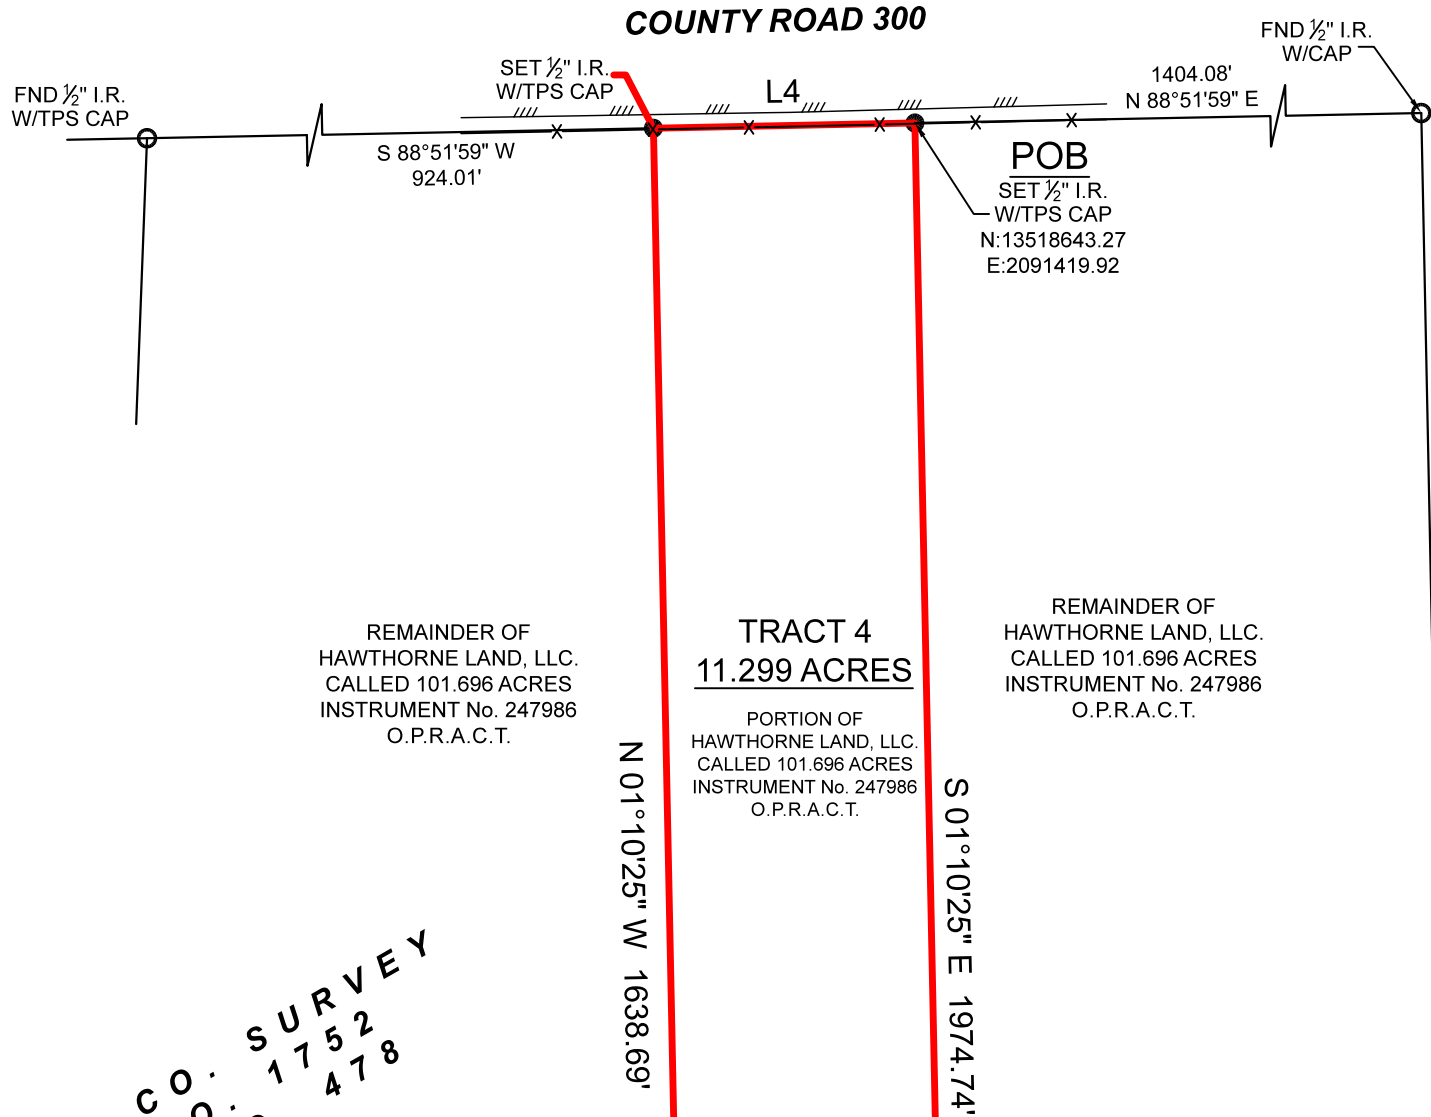 COUNTY ROAD 300
FND ½" I.R.
W/CAP
SET ½" I.R.
W/TPS CAP
L4
1404.08'
N 88°51'59" E
FND ½" I.R.
W/TPS CAP
S 88°51'59" W
924.01'
POB
SET ½" I.R.
W/TPS CAP
N:13518643.27
E:2091419.92
REMAINDER OF
HAWTHORNE LAND, LLC.
CALLED 101.696 ACRES
INSTRUMENT No. 247986
O.P.R.A.C.T.
TRACT 4
11.299 ACRES
PORTION OF
HAWTHORNE LAND, LLC.
CALLED 101.696 ACRES
INSTRUMENT No. 247986
O.P.R.A.C.T.
REMAINDER OF
HAWTHORNE LAND, LLC.
CALLED 101.696 ACRES
INSTRUMENT No. 247986
O.P.R.A.C.T.
N 01°10'25" W 1638.69'
S 01°10'25" E 1974.74'
CO. SURVEY
O. 1752
478